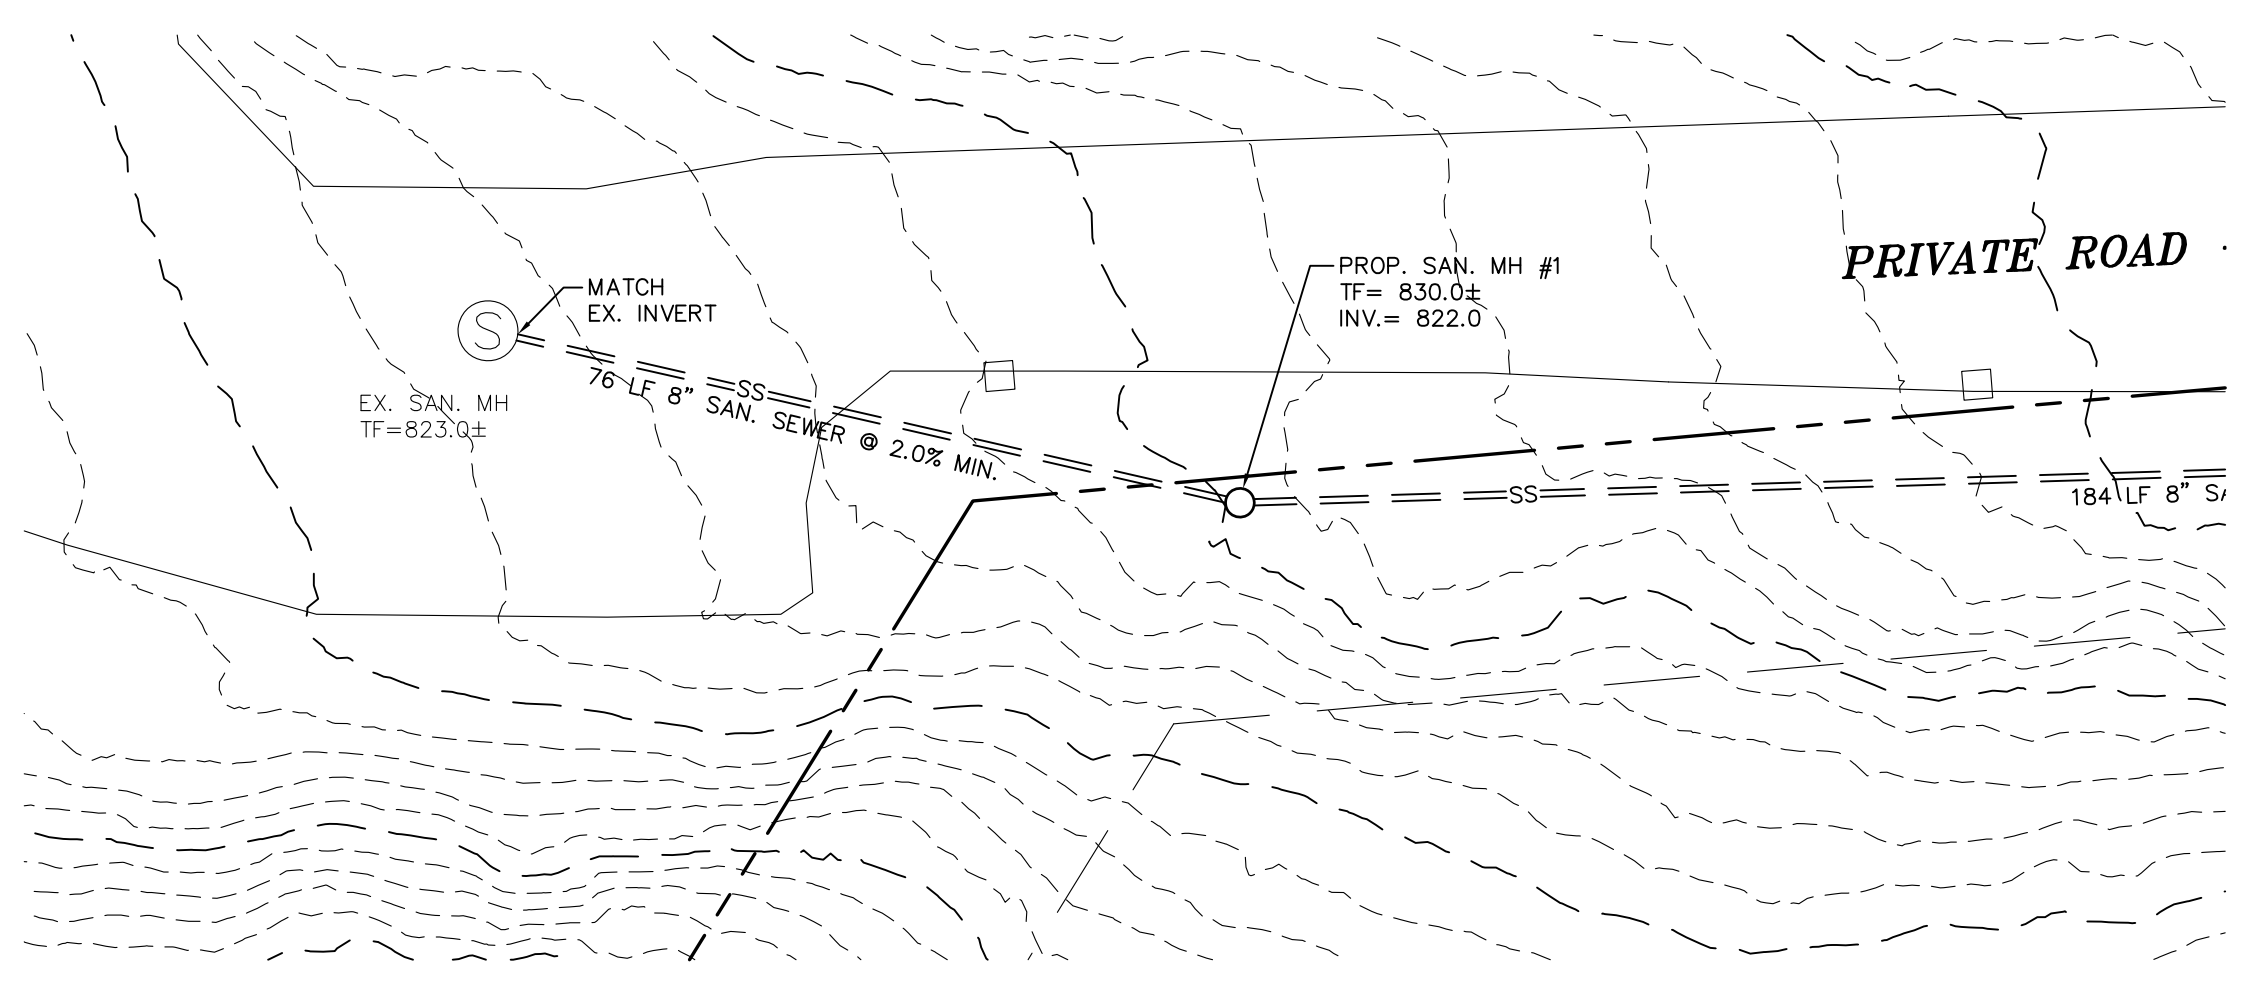 PRIVATE ROAD
PROP. SAN. MH #1
TF= 830.0±
INV.= 822.0
MATCH
EX. INVERT
S
EX. SAN. MH
TF=823.0±
SS
76 LF 8” SAN. SEWER @ 2.0% MIN.
SS
184 LF 8” SA